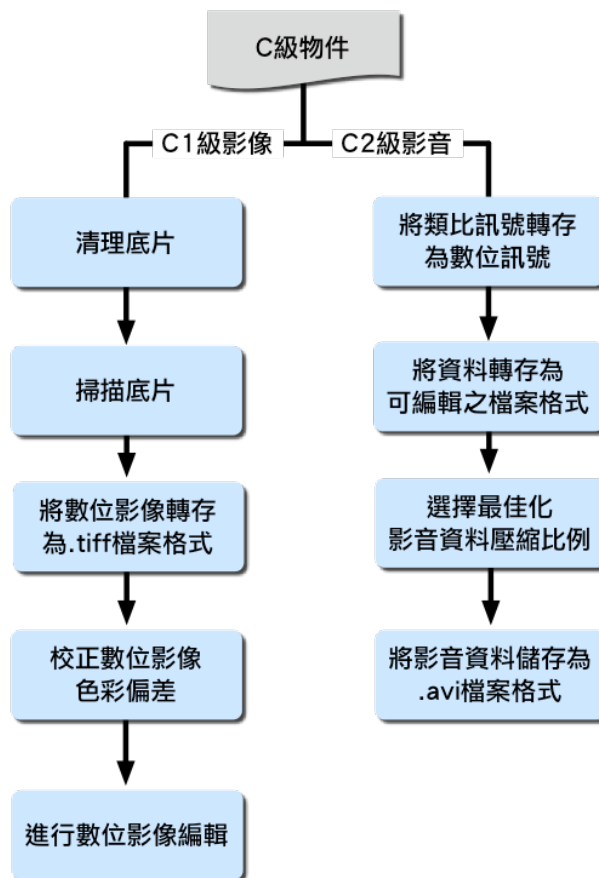 C級物件
C1級影像
C2級影音
清理底片
掃描底片
將數位影像轉存
為.tiff檔案格式
校正數位影像
色彩偏差
進行數位影像編輯
將類比訊號轉存
為數位訊號
將資料轉存為
可編輯之檔案格式
選擇最佳化
影音資料壓縮比例
將影音資料儲存為
.avi檔案格式